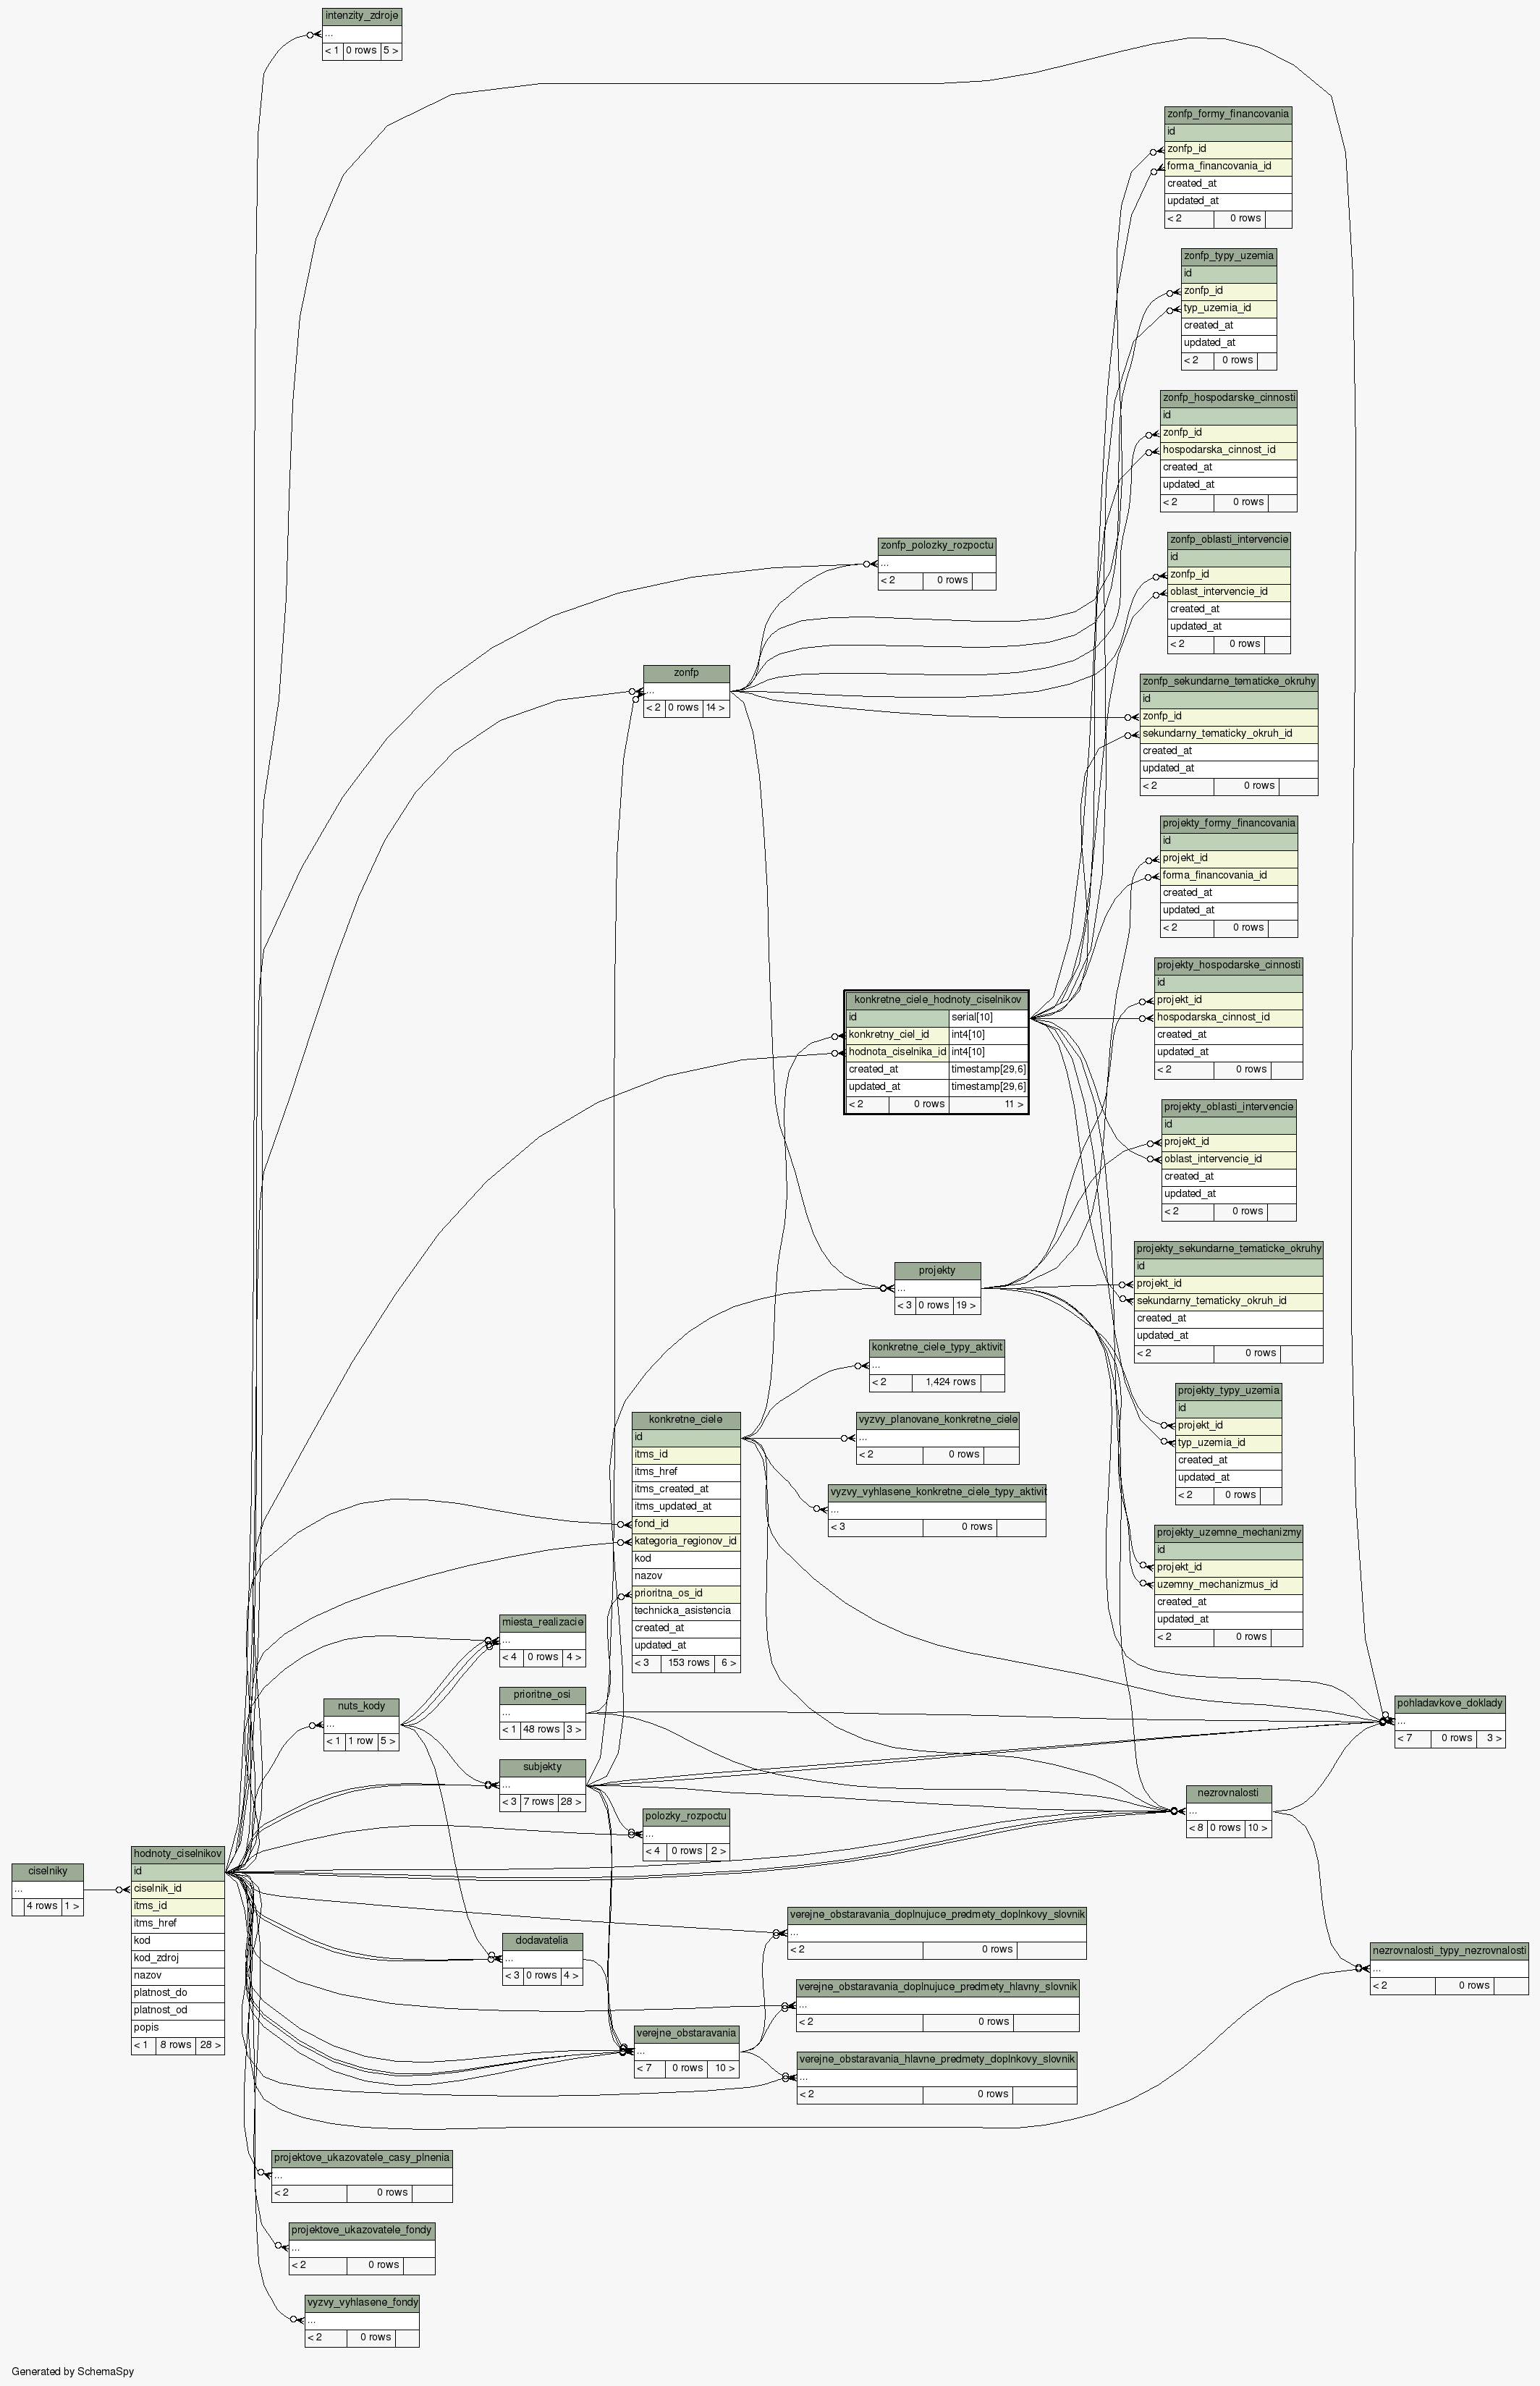 intenzity_zdroje
...
< 1 0 rows 5 >
zonfp_formy_financovania
id
zonfp_id
forma_financovania_id
created_at
updated_at
< 2 0 rows
zonfp_typy_uzemia
id
zonfp_id
typ_uzemia_id
created_at
updated_at
< 2 0 rows
zonfp_hospodarske_cinnosti
id
zonfp_id
hospodarska_cinnost_id
created_at
updated_at
< 2 0 rows
zonfp_polozky_rozpoctu
...
< 2 0 rows
zonfp_oblasti_intervencie
id
zonfp_id
oblast_intervencie_id
created_at
updated_at
< 2 0 rows
zonfp
...
< 2 0 rows 14 >
zonfp_sekundarne_tematicke_okruhy
id
zonfp_id
sekundarny_tematicky_okruh_id
created_at
updated_at
< 2 0 rows
projekty_formy_financovania
id
projekt_id
forma_financovania_id
created_at
updated_at
< 2 0 rows
projekty_hospodarske_cinnosti
id
projekt_id
hospodarska_cinnost_id
created_at
updated_at
< 2 0 rows
konkretne_ciele_hodnoty_ciselnikov
id serial[10]
konkretny_ciel_id int4[10]
hodnota_ciselnika_id int4[10]
created_at timestamp[29,6]
updated_at timestamp[29,6]
< 2 0 rows 11 >
projekty_oblasti_intervencie
id
projekt_id
oblast_intervencie_id
created_at
updated_at
< 2 0 rows
projekty_sekundarne_tematicke_okruhy
id
projekt_id
sekundarny_tematicky_okruh_id
created_at
updated_at
< 2 0 rows
projekty
...
< 3 0 rows 19 >
konkretne_ciele_typy_aktivit
...
< 2 1,424 rows
projekty_typy_uzemia
id
projekt_id
typ_uzemia_id
created_at
updated_at
< 2 0 rows
konkretne_ciele
id
itms_id
itms_href
itms_created_at
itms_updated_at
fond_id
kategoria_regionov_id
kod
nazov
prioritna_os_id
technicka_asistencia
created_at
updated_at
< 3 153 rows 6 >
vyzvy_planovane_konkretne_ciele
...
< 2 0 rows
vyzvy_vyhlasene_konkretne_ciele_typy_aktivit
...
< 3 0 rows
projekty_uzemne_mechanizmy
id
projekt_id
uzemny_mechanizmus_id
created_at
updated_at
< 2 0 rows
miesta_realizacie
...
< 4 0 rows 4 >
prioritne_osi
...
< 1 48 rows 3 >
nuts_kody
...
< 1 1 row 5 >
pohladavkove_doklady
...
< 7 0 rows 3 >
subjekty
...
< 3 7 rows 28 >
nezrovnalosti
...
< 8 0 rows 10 >
polozky_rozpoctu
...
< 4 0 rows 2 >
ciselniky
...
4 rows 1 >
hodnoty_ciselnikov
id
ciselnik_id
itms_id
itms_href
kod
kod_zdroj
nazov
platnost_do
platnost_od
popis
< 1 8 rows 28 >
verejne_obstaravania_doplnujuce_predmety_doplnkovy_slovnik
...
< 2 0 rows
dodavatelia
...
< 3 0 rows 4 >
nezrovnalosti_typy_nezrovnalosti
...
< 2 0 rows
verejne_obstaravania_doplnujuce_predmety_hlavny_slovnik
...
< 2 0 rows
verejne_obstaravania
...
< 7 0 rows 10 >
verejne_obstaravania_hlavne_predmety_doplnkovy_slovnik
...
< 2 0 rows
projektove_ukazovatele_casy_plnenia
...
< 2 0 rows
projektove_ukazovatele_fondy
...
< 2 0 rows
vyzvy_vyhlasene_fondy
...
< 2 0 rows
Generated by SchemaSpy